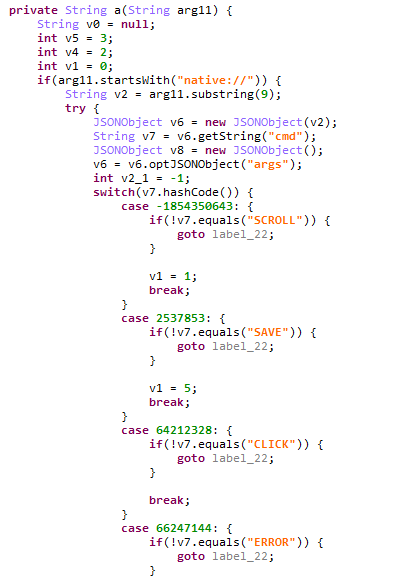 private String a(String arg11) {
    String v0 = null;
    int v5 = 3;
    int v4 = 2;
    int v1 = 0;
    if(arg11.startsWith("native://")) {
        String v2 = arg11.substring(9);
        try {
            JSONObject v6 = new JSONObject(v2);
            String v7 = v6.getString("cmd");
            JSONObject v8 = new JSONObject();
            v6 = v6.optJSONObject("args");
            int v2_1 = -1;
            switch(v7.hashCode()) {
                case -1854350643: {
                    if(!v7.equals("SCROLL")) {
                        goto label_22;
                    }

                    v1 = 1;
                    break;
                }
                case 2537853: {
                    if(!v7.equals("SAVE")) {
                        goto label_22;
                    }

                    v1 = 5;
                    break;
                }
                case 64212328: {
                    if(!v7.equals("CLICK")) {
                        goto label_22;
                    }

                    break;
                }
                case 66247144: {
                    if(!v7.equals("ERROR")) {
                        goto label_22;
                    }